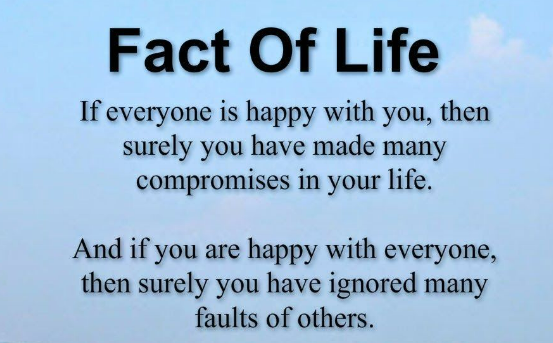 Fact Of Life
If everyone is happy with you, then
surely you have made many
compromises in your life.
And if you are happy with everyone,
then surely you have ignored many
faults of others.